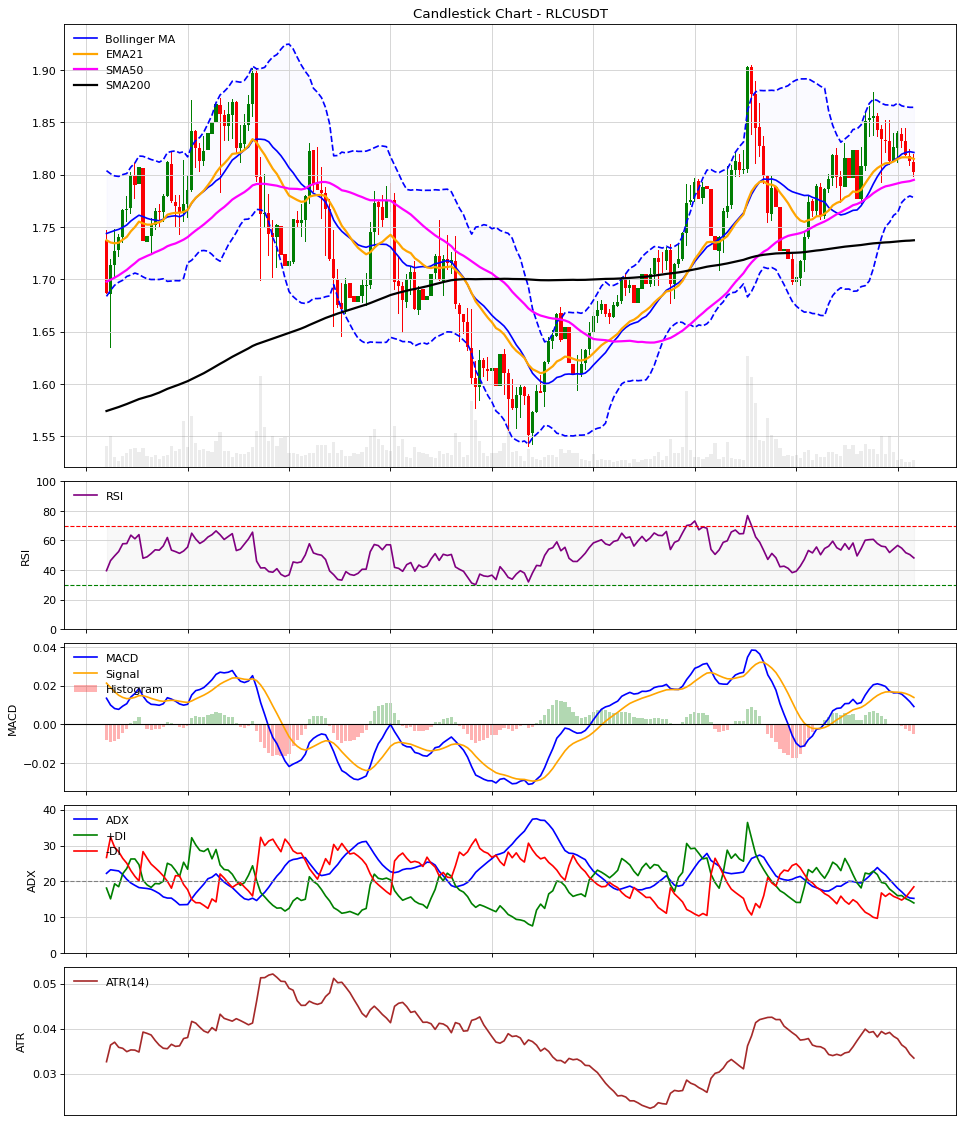 Candlestick Chart - RLCUSDT
Bollinger MA
EMA21
SMA50
SMA200
1.90
1.85
1.80
1.75
1.70
1.65
1.60
1.55
RSI
RSI
100
80
60
40
20
0
MACD
Signal
Histogram
MACD
0.04
0.02
0.00
−0.02
ADX
+DI
-DI
ADX
40
30
20
10
0
ATR(14)
ATR
0.05
0.04
0.03